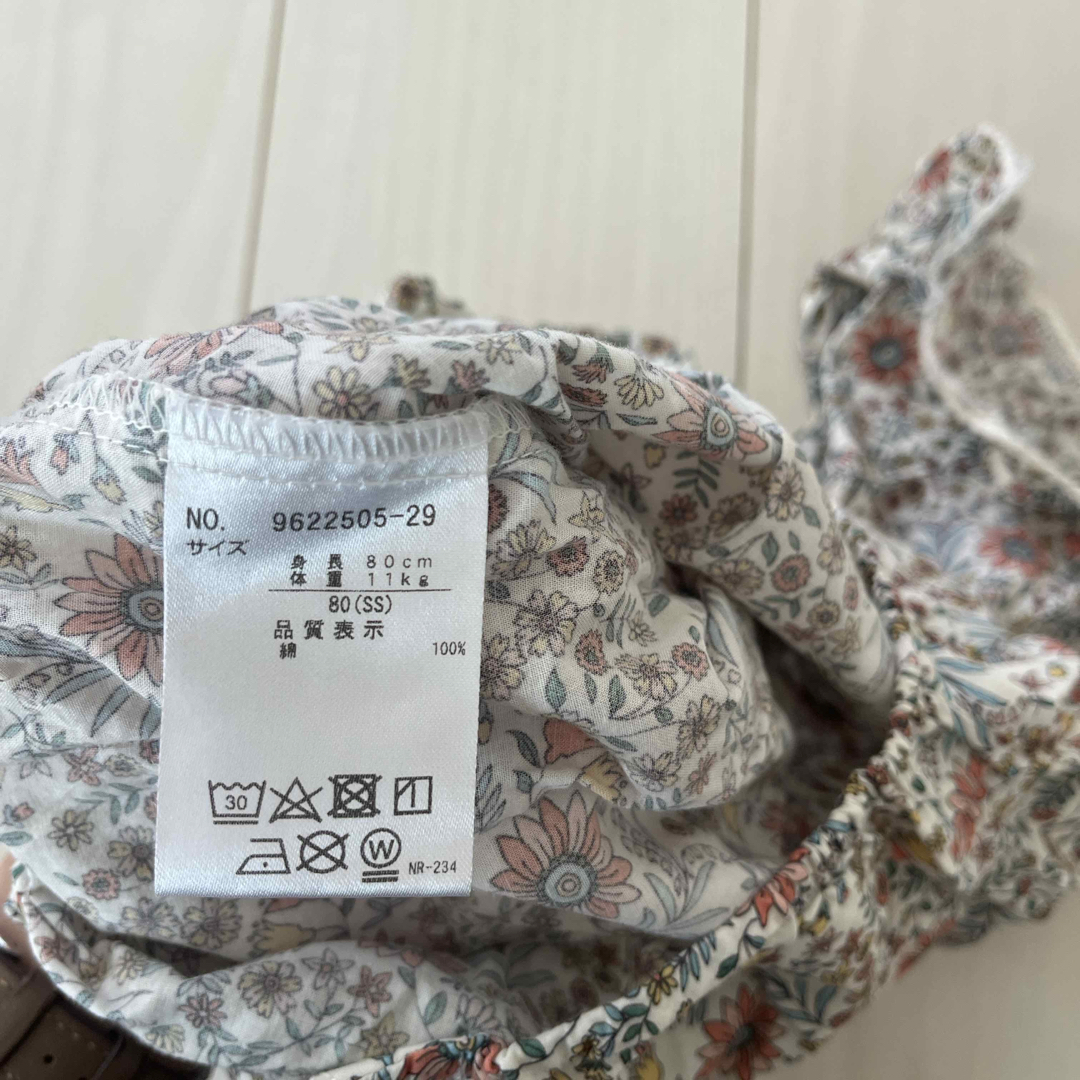 NO. 9622505-29
サイズ
身長 80cm
体重 11kg
80(SS)
品質表示
綿 100%
30
W NR-234